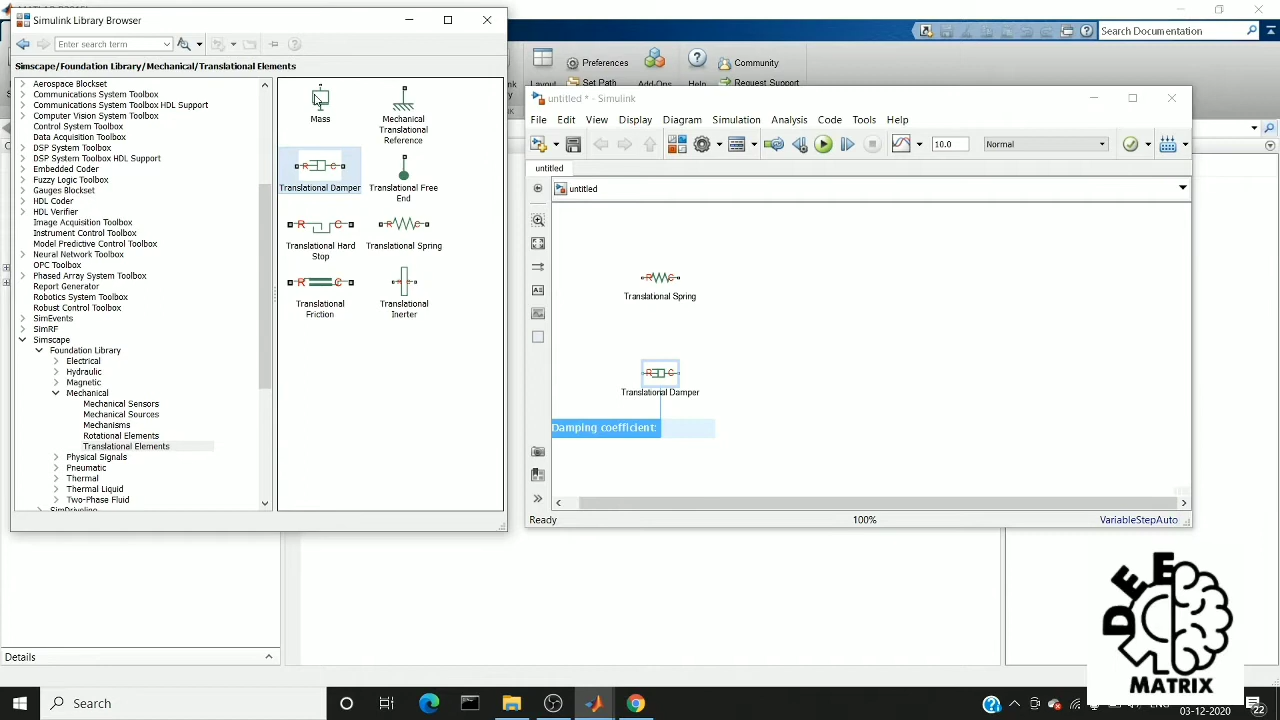 Simulink Library Browser
Enter search term
Simscape/Foundation Library/Mechanical/Translational Elements
Aerospace Blockset
Communications System Toolbox
Communications System Toolbox HDL Support
Computer Vision System Toolbox
Control System Toolbox
Data Acquisition Toolbox
DSP System Toolbox
DSP System Toolbox HDL Support
Embedded Coder
Fuzzy Logic Toolbox
Gauges Blockset
HDL Coder
HDL Verifier
Image Acquisition Toolbox
Instrument Control Toolbox
Model Predictive Control Toolbox
Neural Network Toolbox
OPC Toolbox
Phased Array System Toolbox
Report Generator
Robotics System Toolbox
Robust Control Toolbox
SimEvents
SimRF
Simscape
Foundation Library
Electrical
Hydraulic
Magnetic
Mechanical
Mechanical Sensors
Mechanical Sources
Mechanisms
Rotational Elements
Translational Elements
Physical Signals
Pneumatic
Thermal
Thermal Liquid
Two-Phase Fluid
SimDriveline
Mass
Mechanical
Translational
Reference
R C
Translational Damper
Translational Free
End
R C
Translational Hard
Stop
R C
Translational Spring
R C
Translational
Friction
Translational
Inerter
Search Documentation
Preferences
Community
Layout
Set Path
Add-Ons
Help
Request Support
untitled * - Simulink
File Edit View Display Diagram Simulation Analysis Code Tools Help
10.0
Normal
untitled
untitled
R C
Translational Spring
R C
Translational Damper
Damping coefficient:
Ready
100%
VariableStepAuto
Details
DEE
MATRIX
Search
ENG
03-12-2020
22